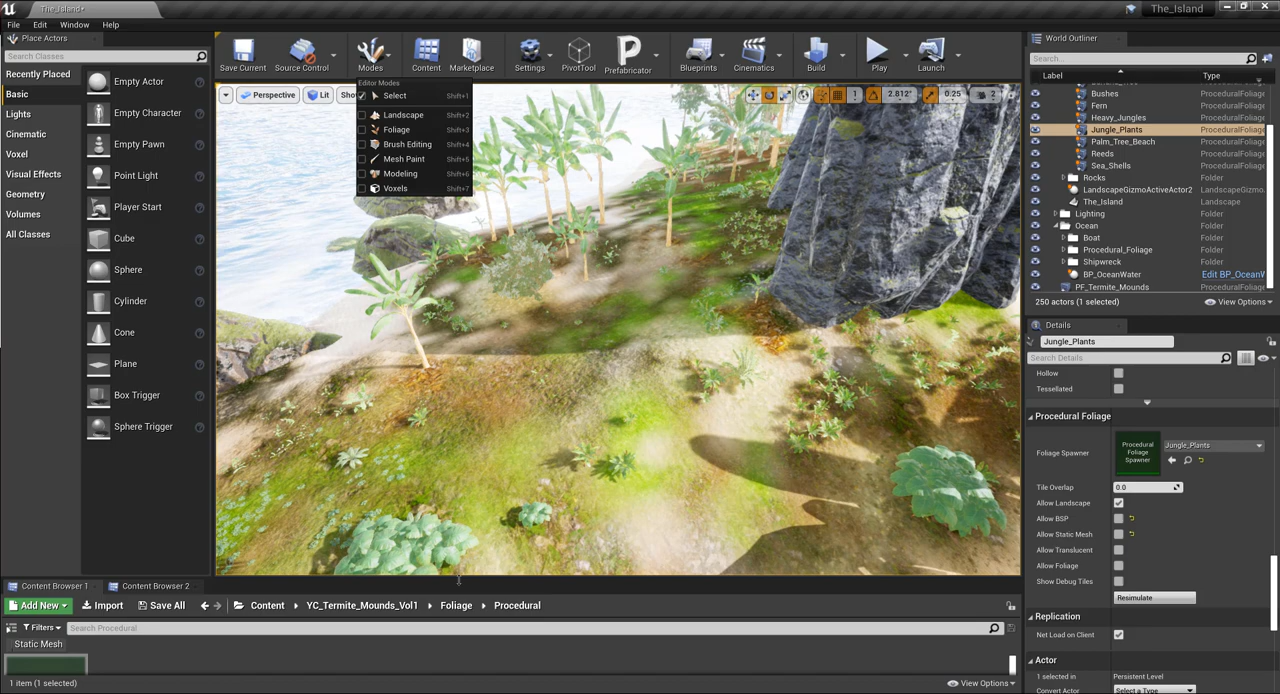 The_Island•
The_Island
File Edit Window Help
Place Actors
Search Classes
Recently Placed
Basic
Lights
Cinematic
Voxel
Visual Effects
Geometry
Volumes
All Classes
Empty Actor
Empty Character
Empty Pawn
Point Light
Player Start
Cube
Sphere
Cylinder
Cone
Plane
Box Trigger
Sphere Trigger
Save Current
Source Control
Modes
Content
Marketplace
Settings
PivotTool
Prefabricator
Blueprints
Cinematics
Build
Play
Launch
Perspective
Lit
Sho
1
2.812°
0.25
2
Editor Modes
Select Shift+1
Landscape Shift+2
Foliage Shift+3
Brush Editing Shift+4
Mesh Paint Shift+5
Modeling Shift+6
Voxels Shift+7
World Outliner
Search...
Label Type
Bushes ProceduralFoliage
Fern ProceduralFoliage
Heavy_Jungles ProceduralFoliage
Jungle_Plants ProceduralFoliage
Palm_Tree_Beach ProceduralFoliage
Reeds ProceduralFoliage
Sea_Shells ProceduralFoliage
Rocks Folder
LandscapeGizmoActiveActor2 LandscapeGizmo
The_Island Landscape
Lighting Folder
Ocean Folder
Boat Folder
Procedural_Foliage Folder
Shipwreck Folder
BP_OceanWater Edit BP_OceanW
PF_Termite_Mounds ProceduralFoliage
250 actors (1 selected)
View Options
Details
Jungle_Plants
Search Details
Hollow
Tessellated
Procedural Foliage
Foliage Spawner
Procedural
Foliage
Spawner
Jungle_Plants
Tile Overlap 0.0
Allow Landscape
Allow BSP
Allow Static Mesh
Allow Translucent
Allow Foliage
Show Debug Tiles
Resimulate
Replication
Net Load on Client
Actor
1 selected in Persistent Level
Convert Actor Select a Type
Content Browser 1
Content Browser 2
Add New
Import
Save All
Content
YC_Termite_Mounds_Vol1
Foliage
Procedural
Filters
Search Procedural
Static Mesh
1 item (1 selected)
View Options